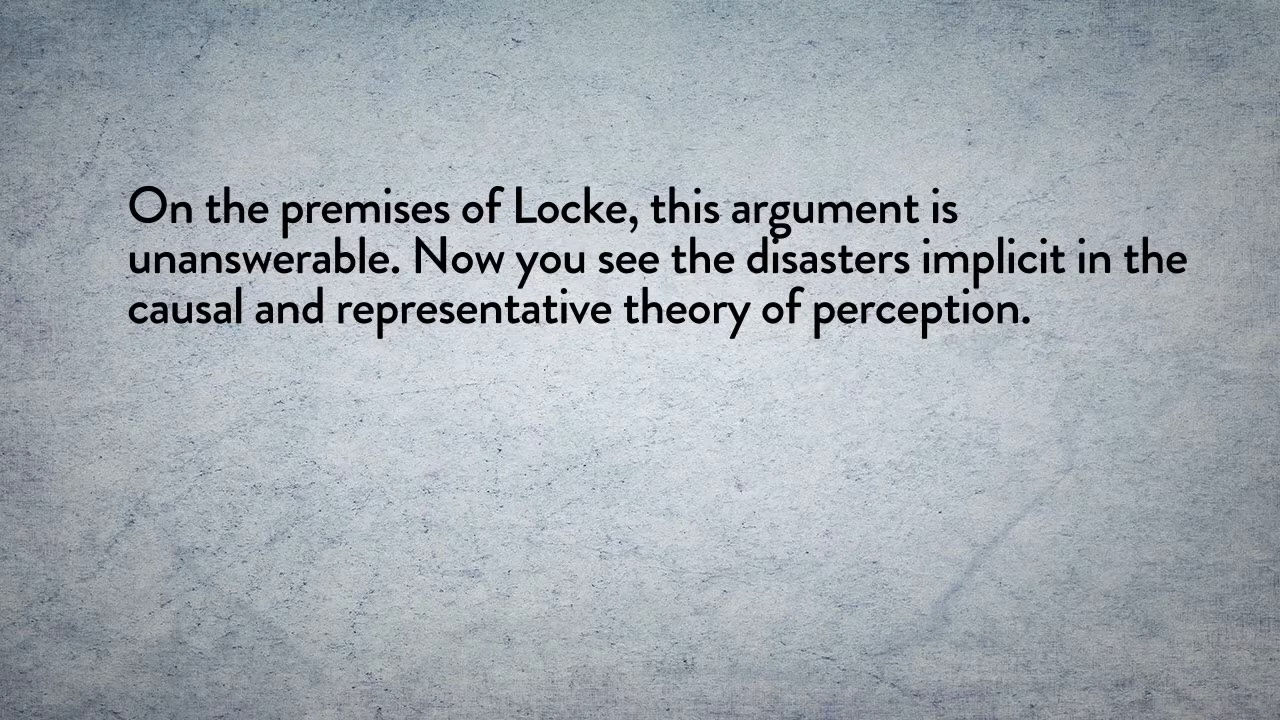 On the premises of Locke, this argument is
unanswerable. Now you see the disasters implicit in the
causal and representative theory of perception.